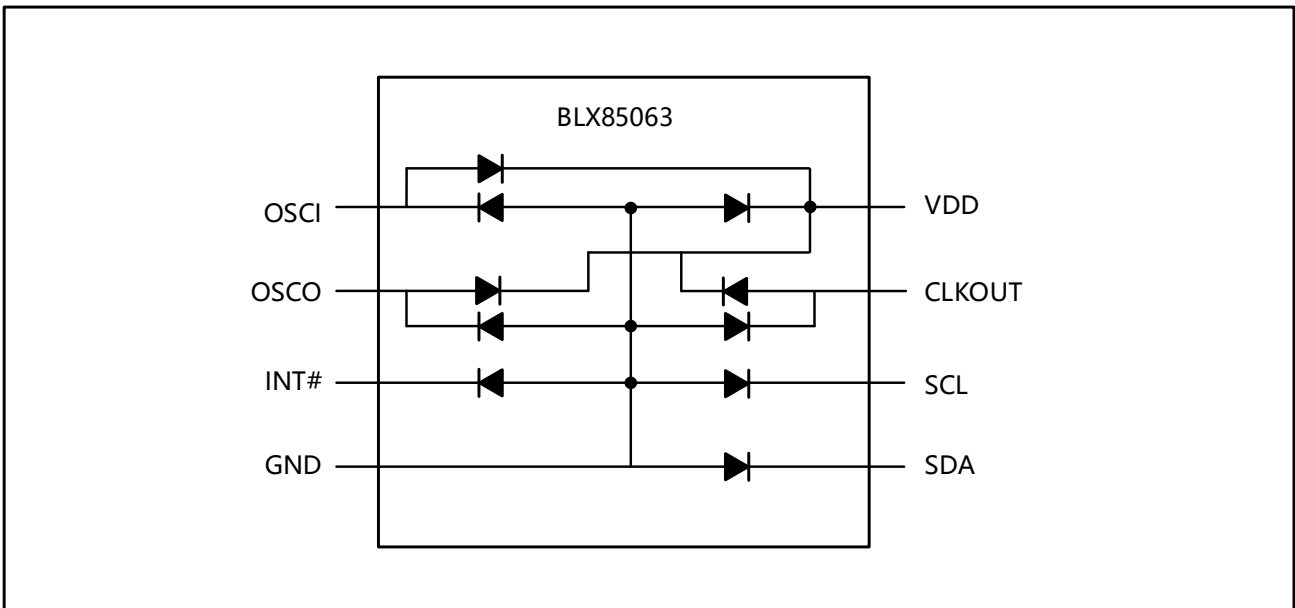 BLX85063
OSCI
VDD
OSCO
CLKOUT
INT#
SCL
GND
SDA